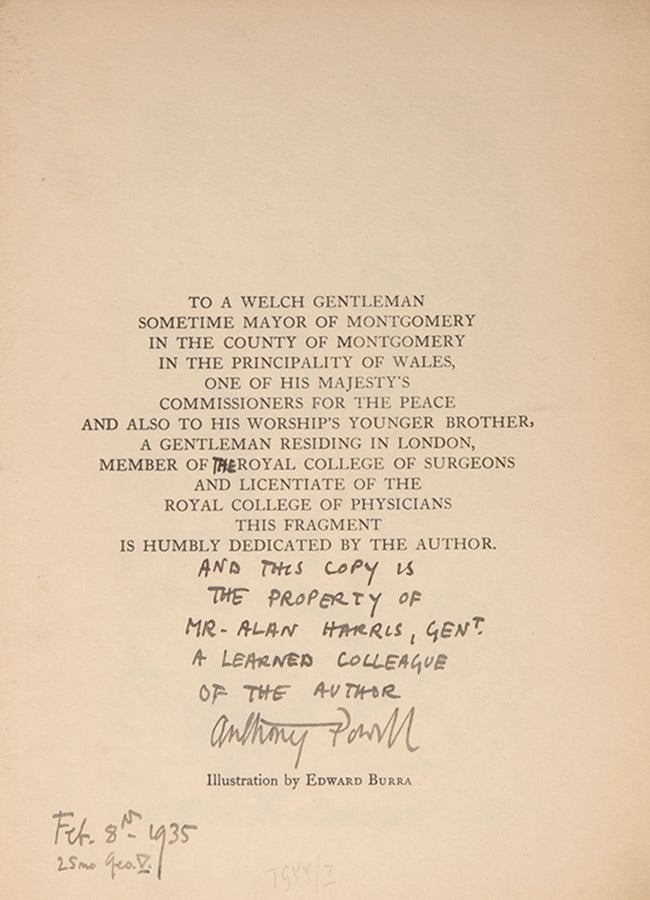 TO A WELCH GENTLEMAN
SOMETIME MAYOR OF MONTGOMERY
IN THE COUNTY OF MONTGOMERY
IN THE PRINCIPALITY OF WALES,
ONE OF HIS MAJESTY'S
COMMISSIONERS FOR THE PEACE
AND ALSO TO HIS WORSHIP'S YOUNGER BROTHER,
A GENTLEMAN RESIDING IN LONDON,
MEMBER OF THE ROYAL COLLEGE OF SURGEONS
AND LICENTIATE OF THE
ROYAL COLLEGE OF PHYSICIANS
THIS FRAGMENT
IS HUMBLY DEDICATED BY THE AUTHOR.
AND THIS COPY IS
THE PROPERTY OF
MR- ALAN HARRIS, GENT.
A LEARNED COLLEAGUE
OF THE AUTHOR
Anthony Powell
Illustration by EDWARD BURRA
Feb. 8th 1935
25mo Geo. V.